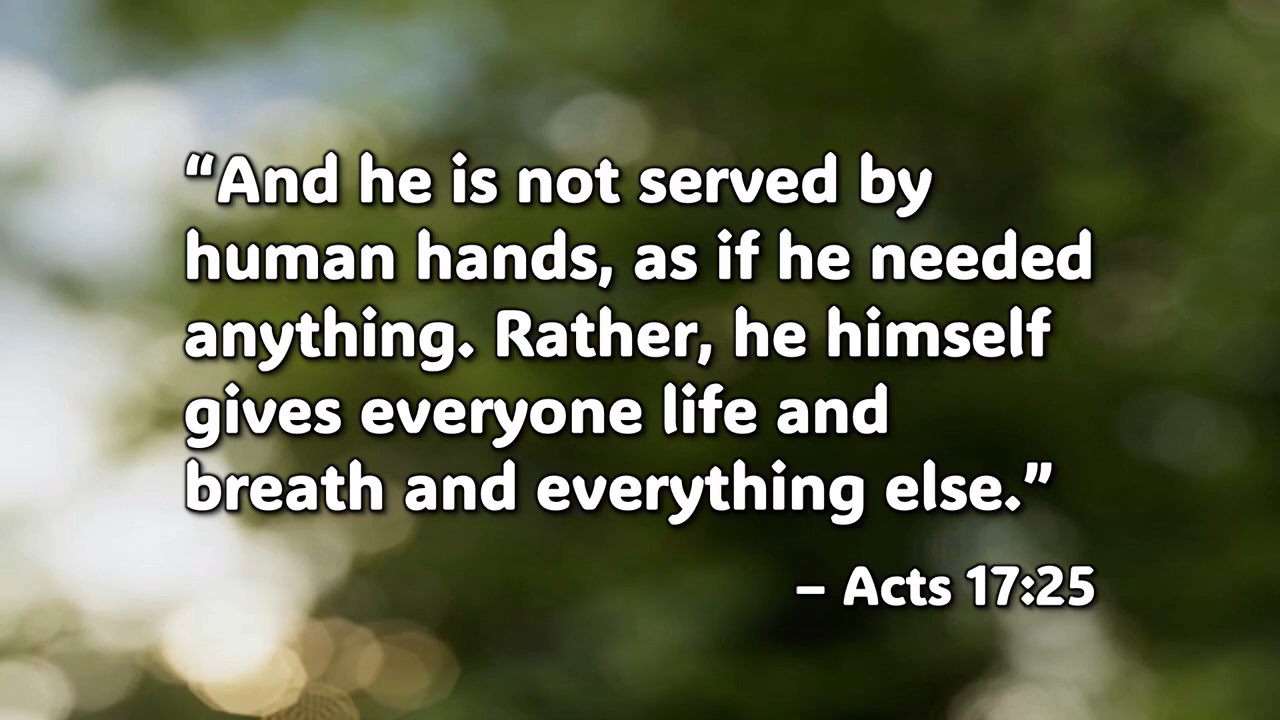 “And he is not served by
human hands, as if he needed
anything. Rather, he himself
gives everyone life and
breath and everything else.”
– Acts 17:25